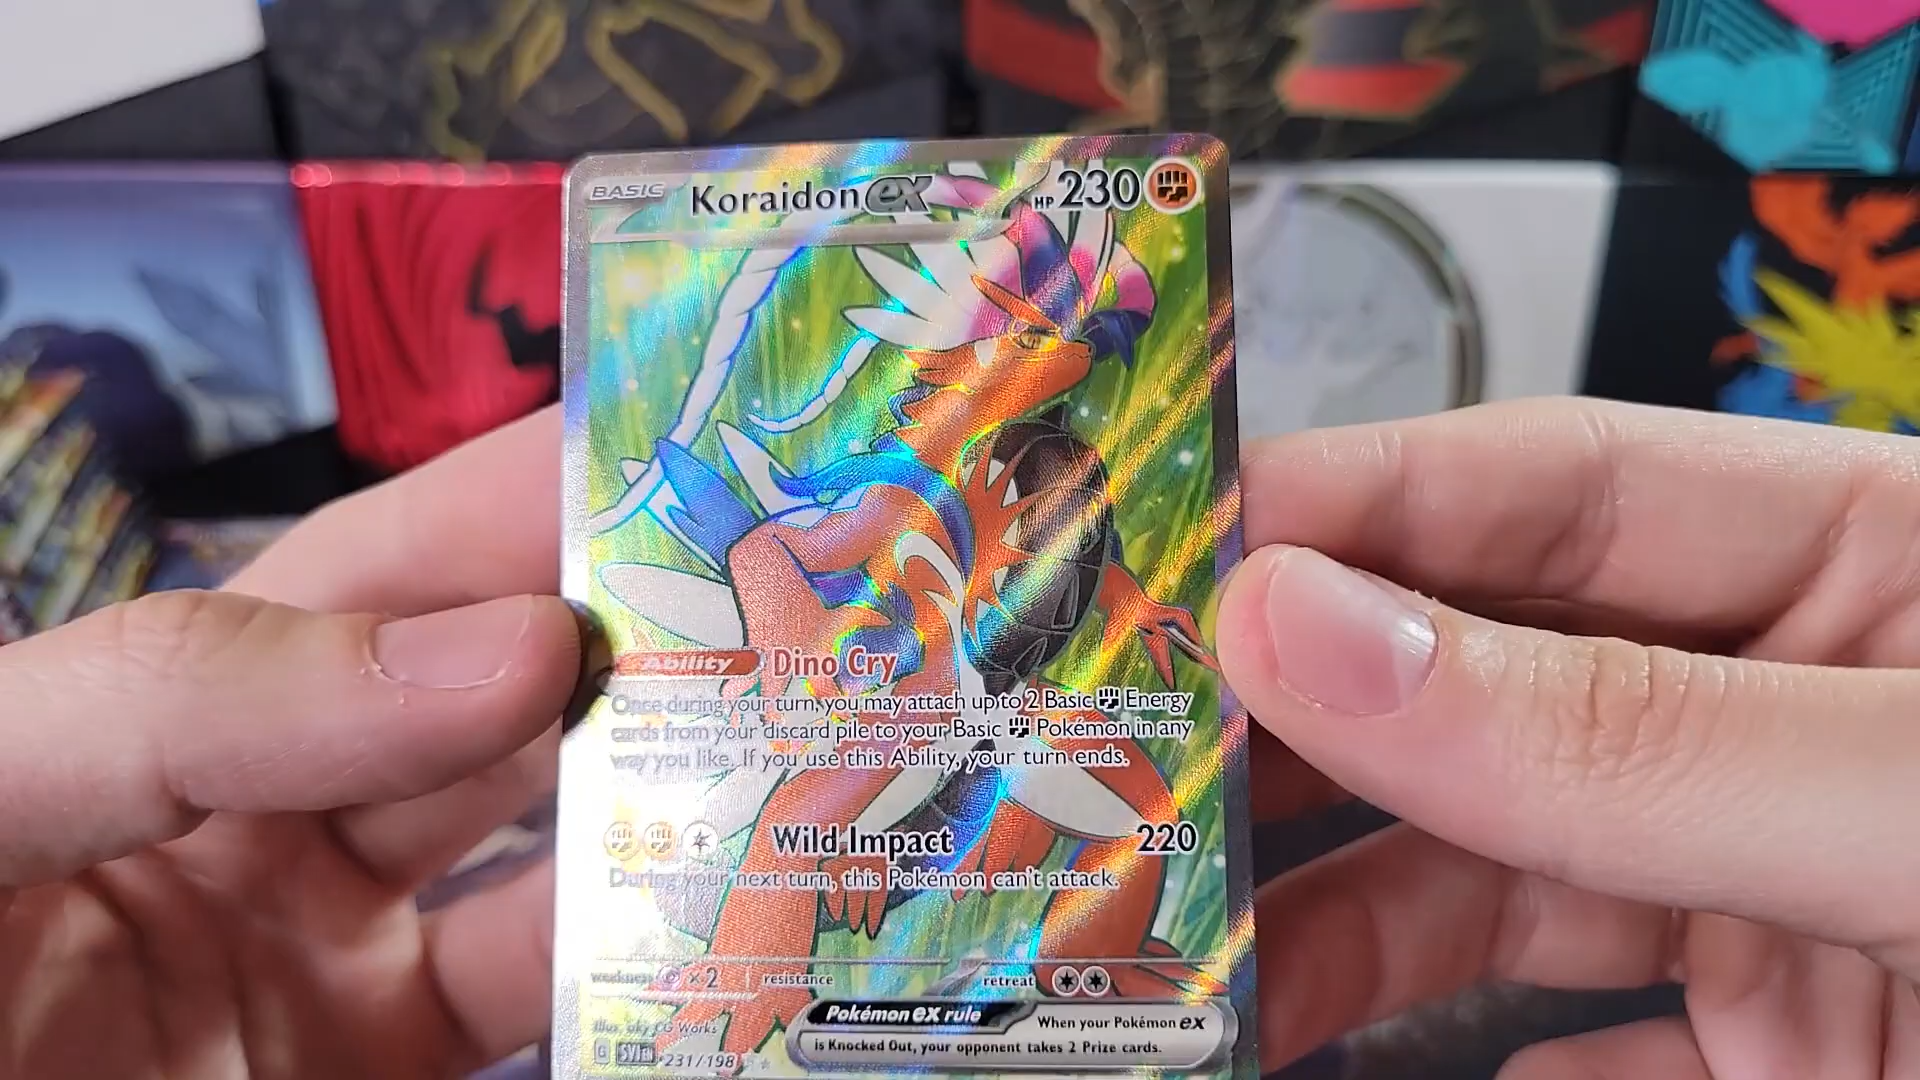 BASIC Koraidon ex HP 230
Ability Dino Cry
Once during your turn, you may attach up to 2 Basic Energy
cards from your discard pile to your Basic Pokémon in any
way you like. If you use this Ability, your turn ends.
Wild Impact 220
During your next turn, this Pokémon can't attack.
weakness ×2 resistance retreat
Pokémon ex rule
When your Pokémon ex
is Knocked Out, your opponent takes 2 Prize cards.
Illus. aky CG Works
G SVI EN 231/198